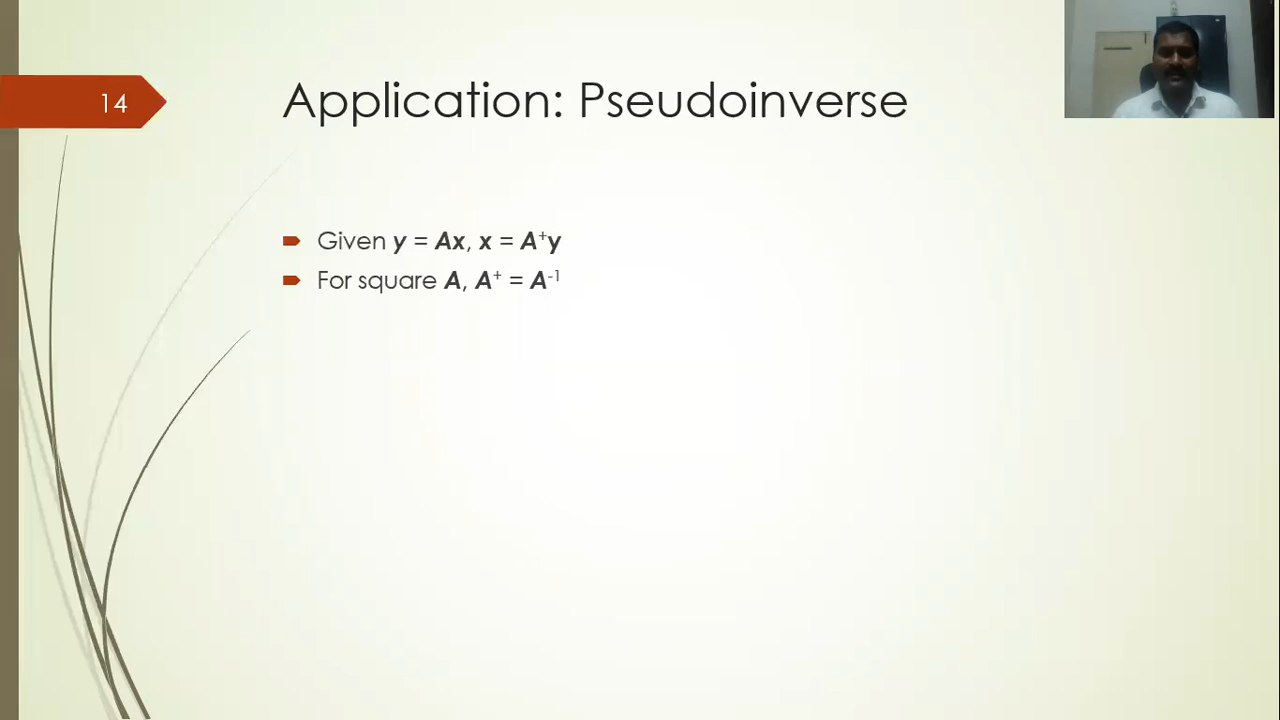 14
Application: Pseudoinverse
Given y = Ax, x = A⁺y
For square A, A⁺ = A⁻¹